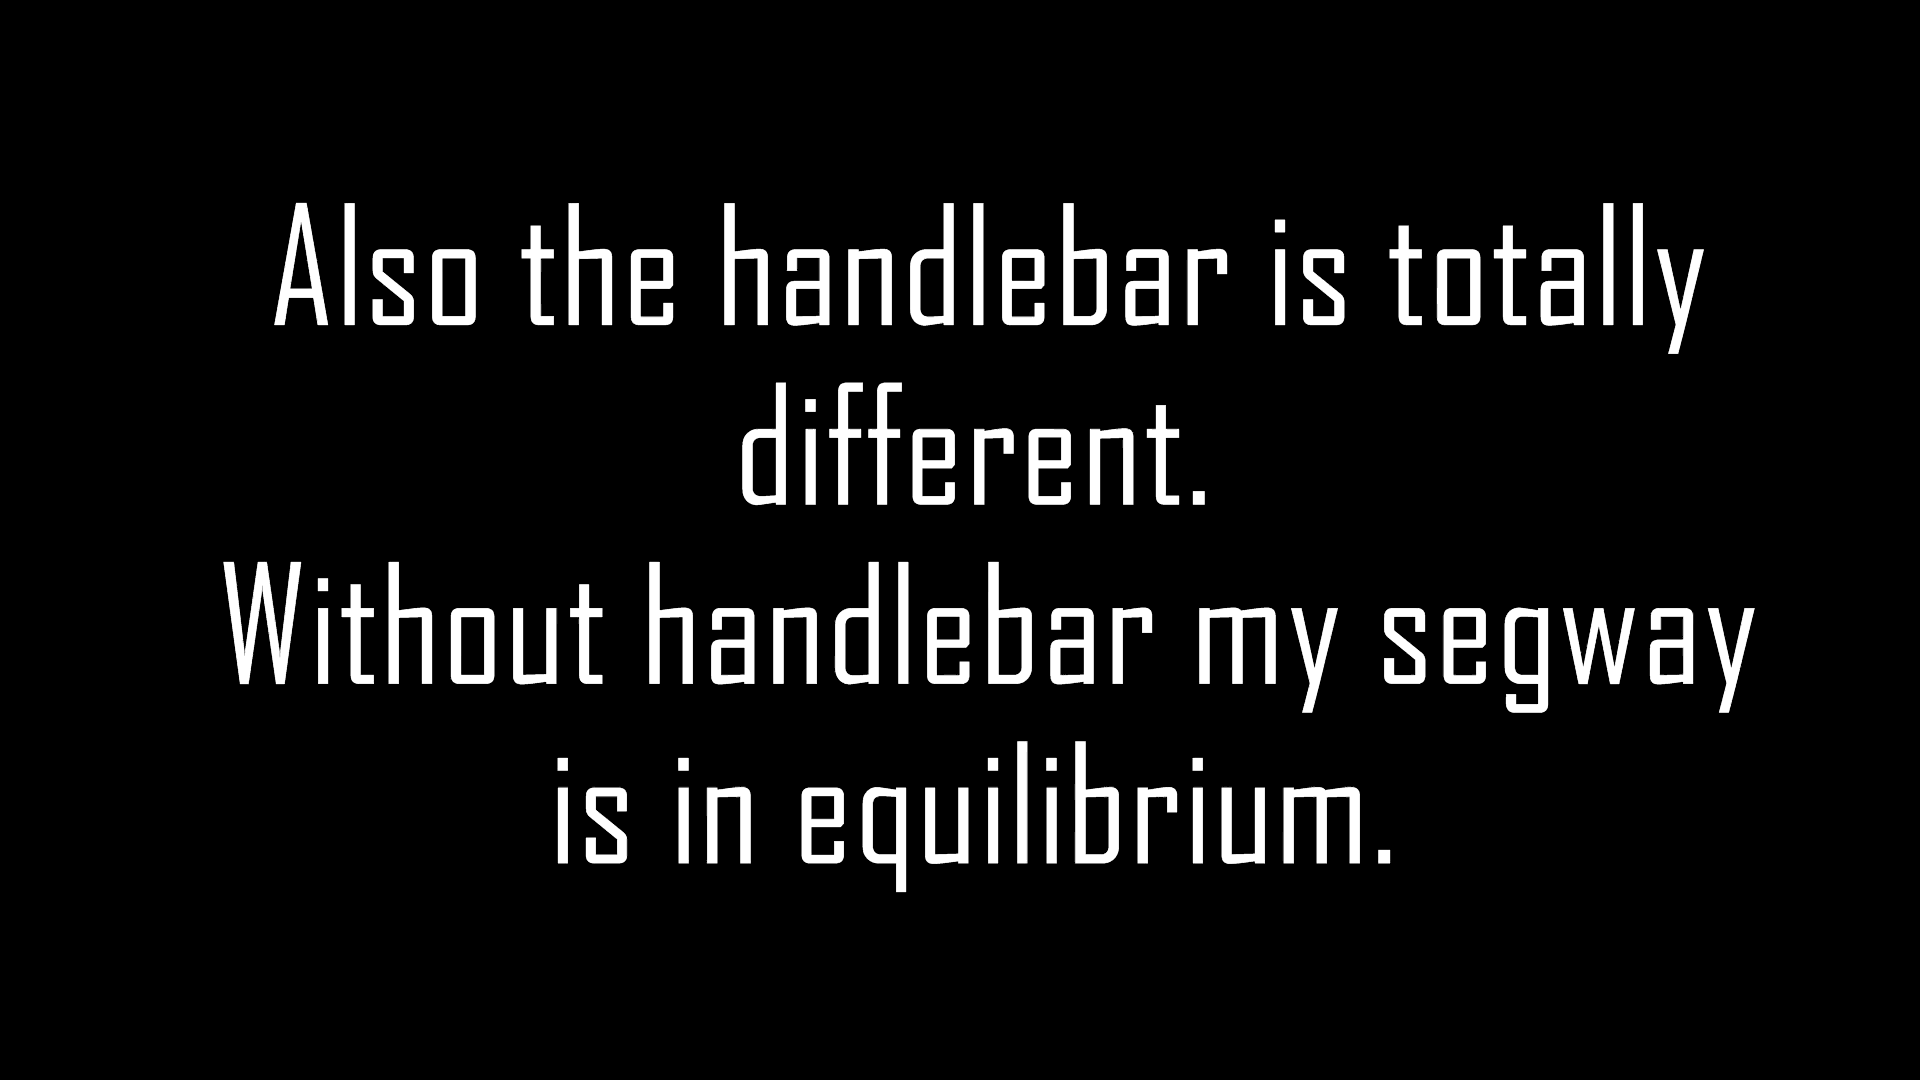 Also the handlebar is totally
different.
Without handlebar my segway
is in equilibrium.